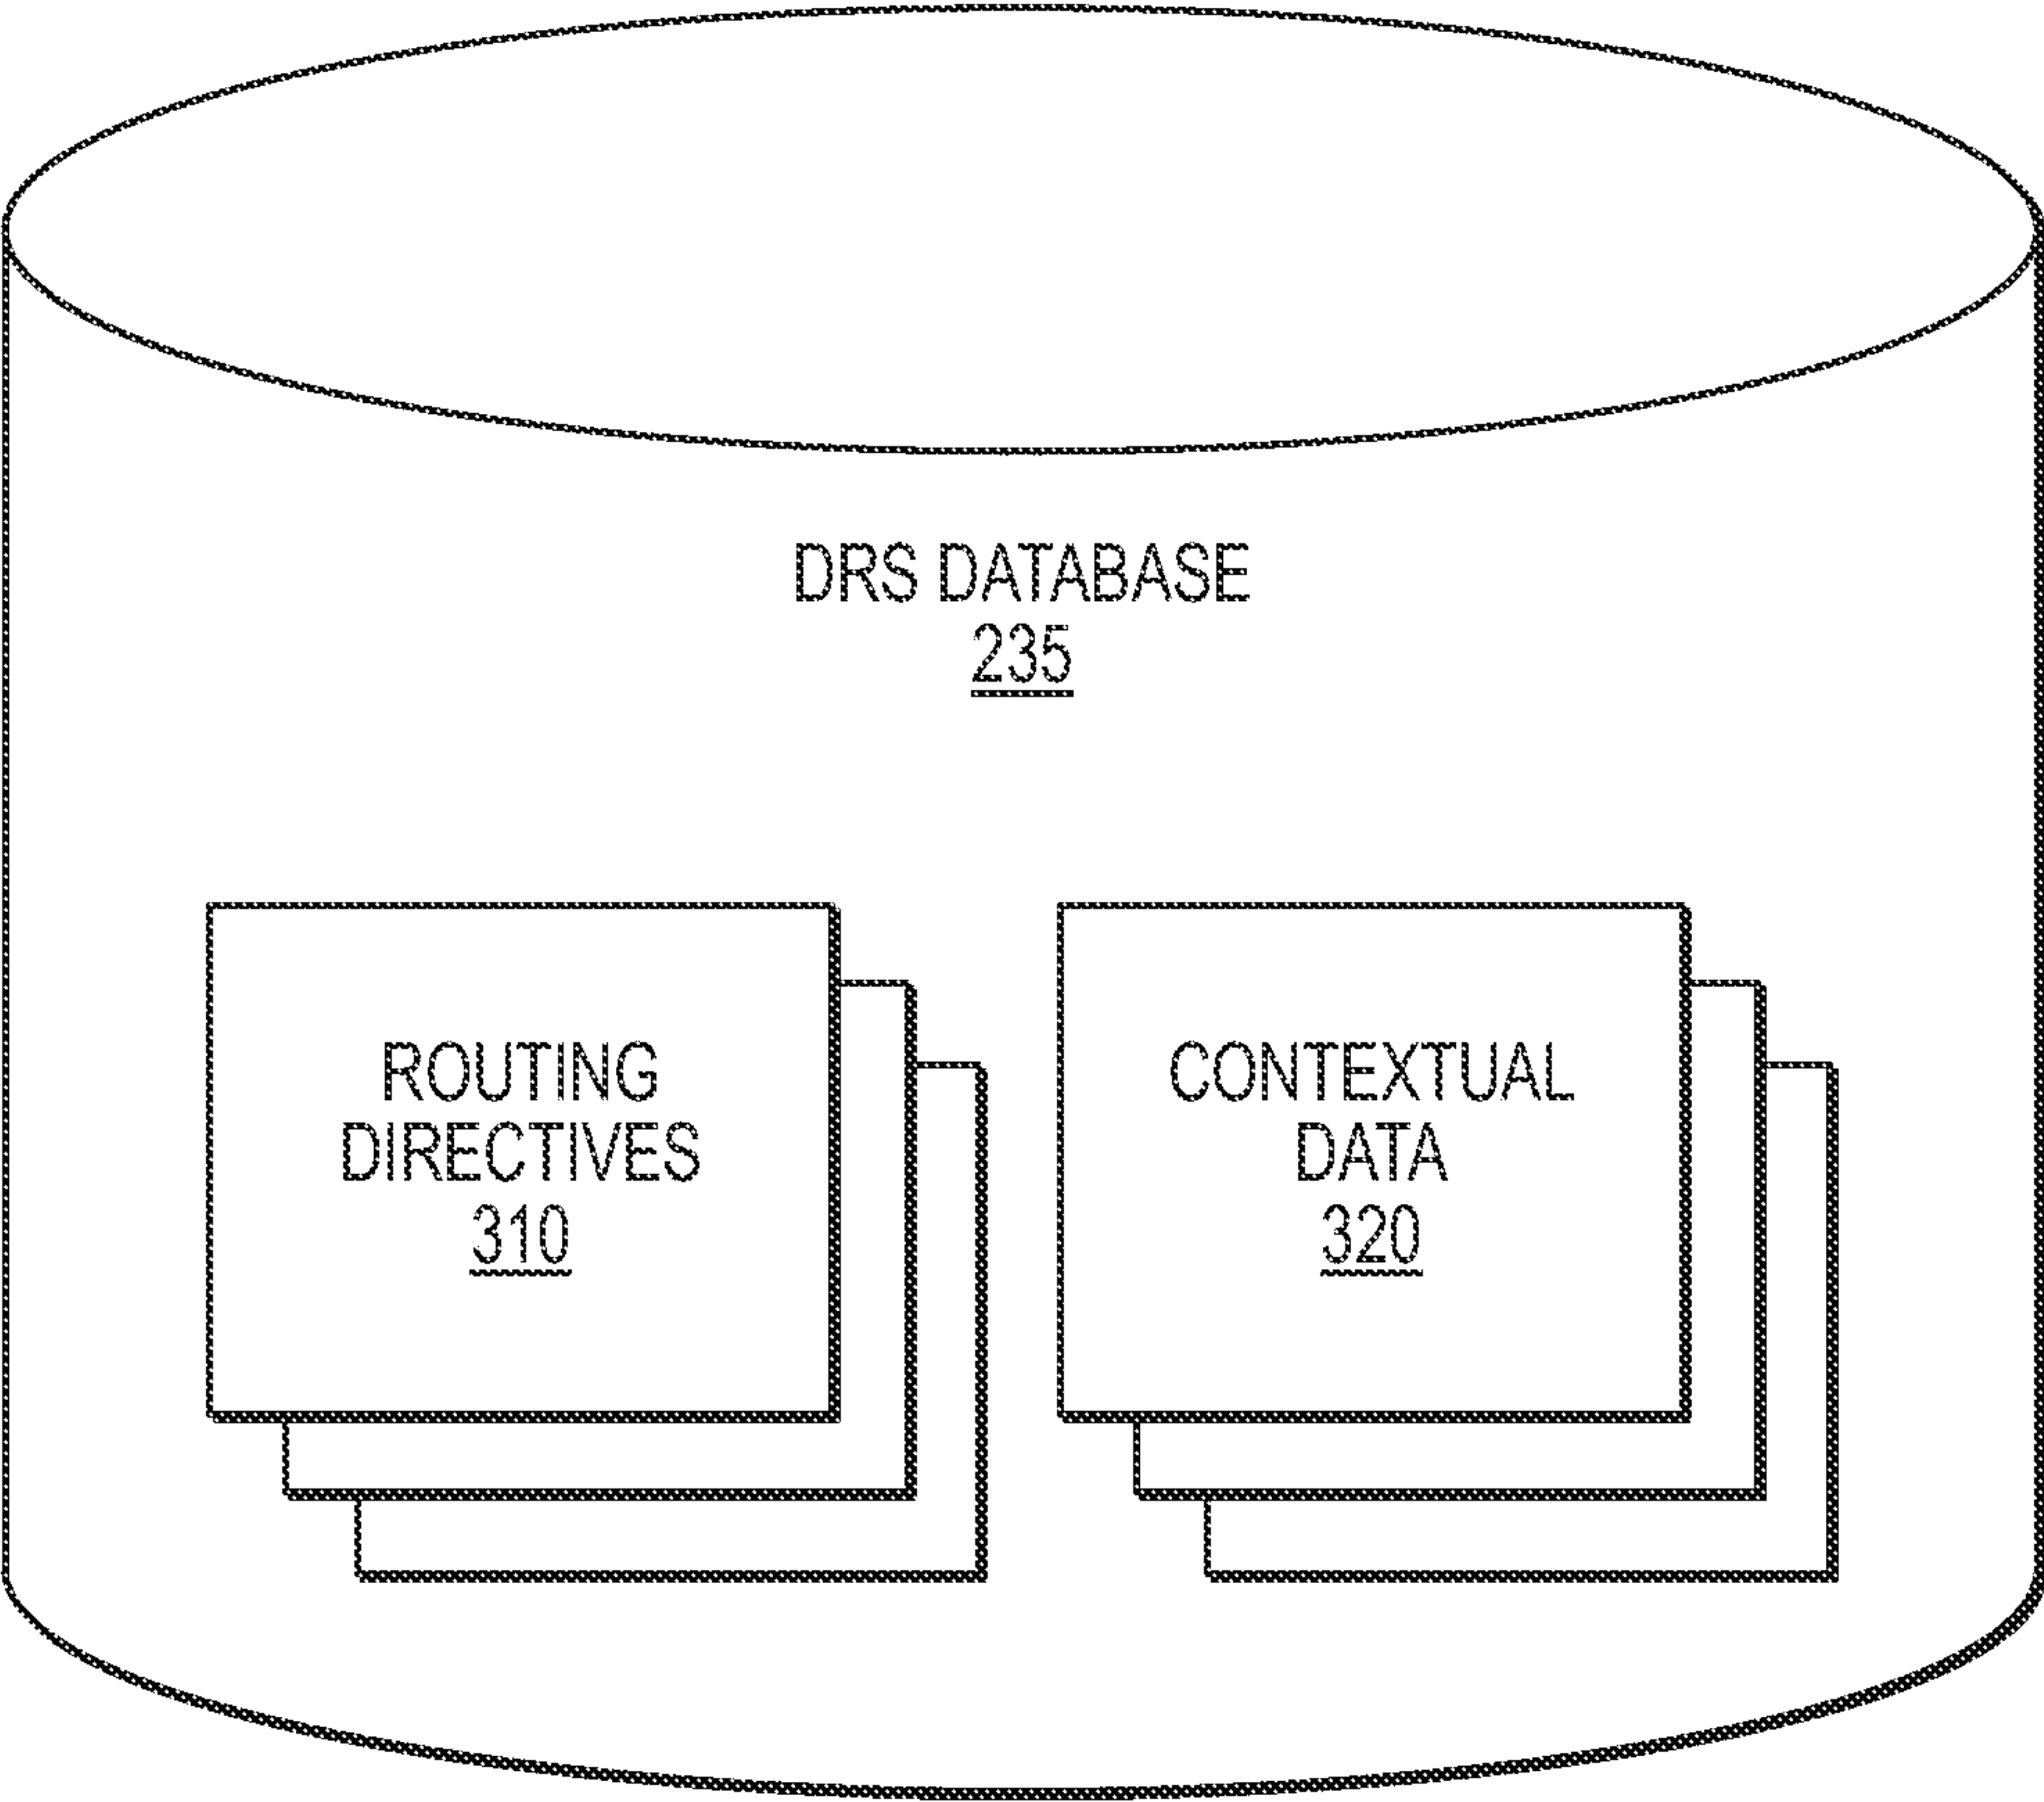 DRS DATABASE
235
ROUTING
DIRECTIVES
310
CONTEXTUAL
DATA
320